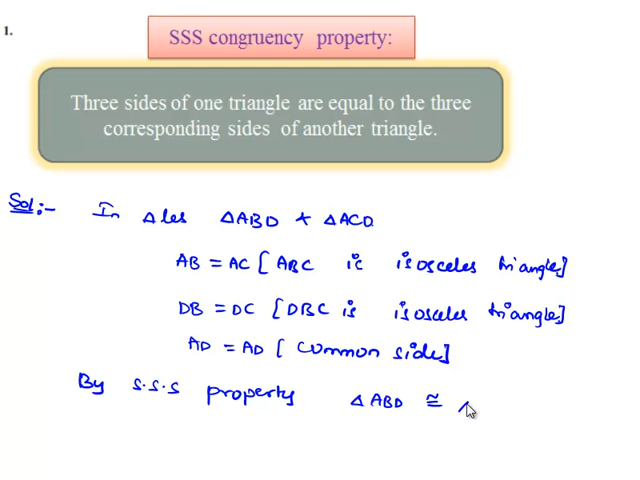 1.
SSS congruency property:
Three sides of one triangle are equal to the three
corresponding sides of another triangle.
Sol:- In Δles ΔABD & ΔACD
AB = AC [ABC is isosceles triangle]
DB = DC [DBC is isosceles triangle]
AD = AD [common side]
By S.S.S property Δ ABD ≅